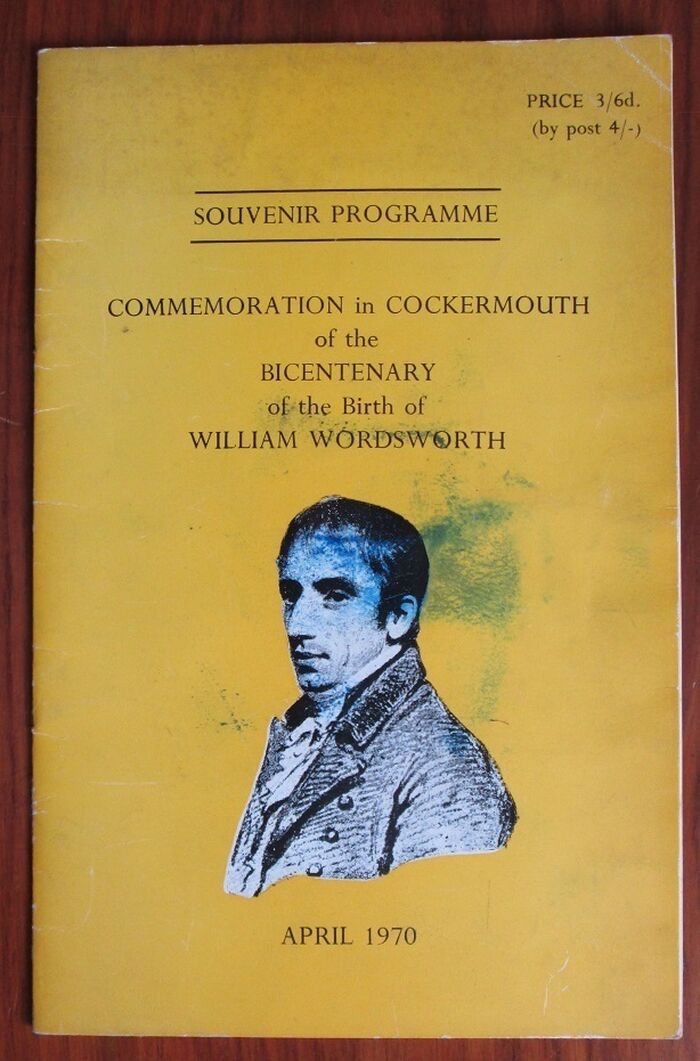 PRICE 3/6d.
(by post 4/-)
SOUVENIR PROGRAMME
COMMEMORATION in COCKERMOUTH
of the
BICENTENARY
of the Birth of
WILLIAM WORDSWORTH
APRIL 1970